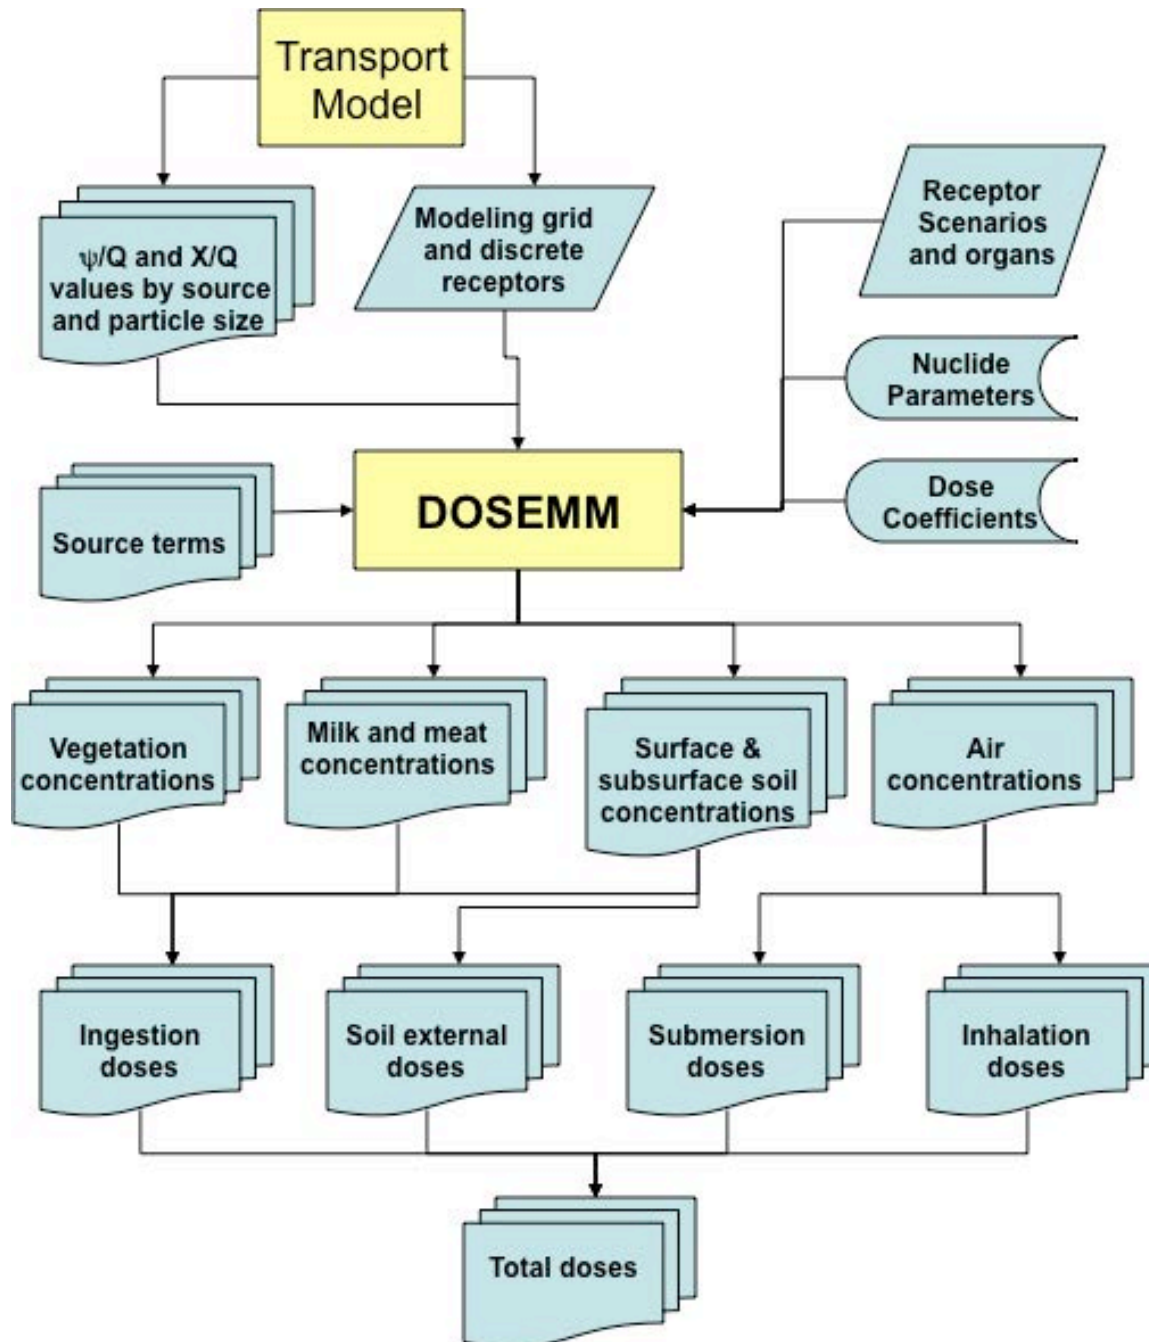 Transport
Model
ψ/Q and X/Q
values by source
and particle size
Modeling grid
and discrete
receptors
Receptor
Scenarios
and organs
Nuclide
Parameters
Dose
Coefficients
Source terms
DOSEMM
Vegetation
concentrations
Milk and meat
concentrations
Surface &
subsurface soil
concentrations
Air
concentrations
Ingestion
doses
Soil external
doses
Submersion
doses
Inhalation
doses
Total doses